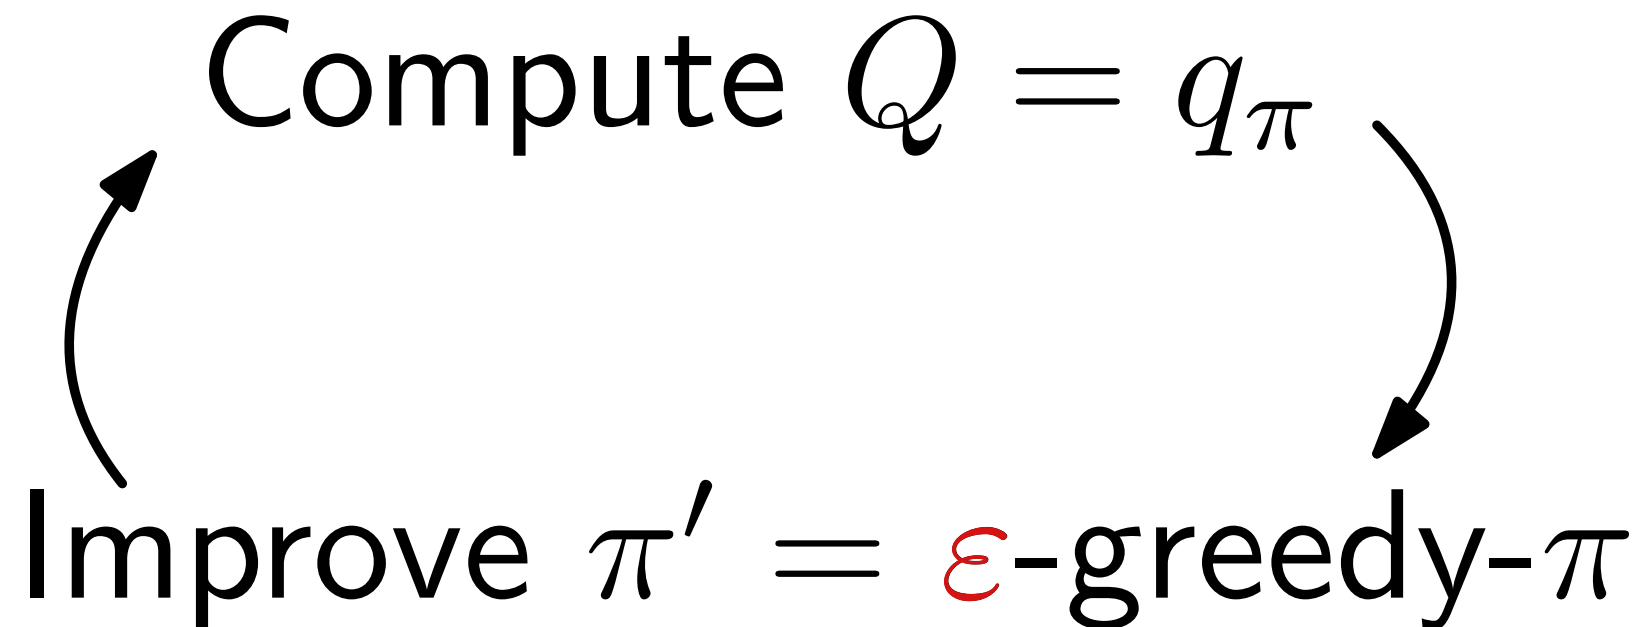 Compute Q = q_π
Improve π′ = ε-greedy-π